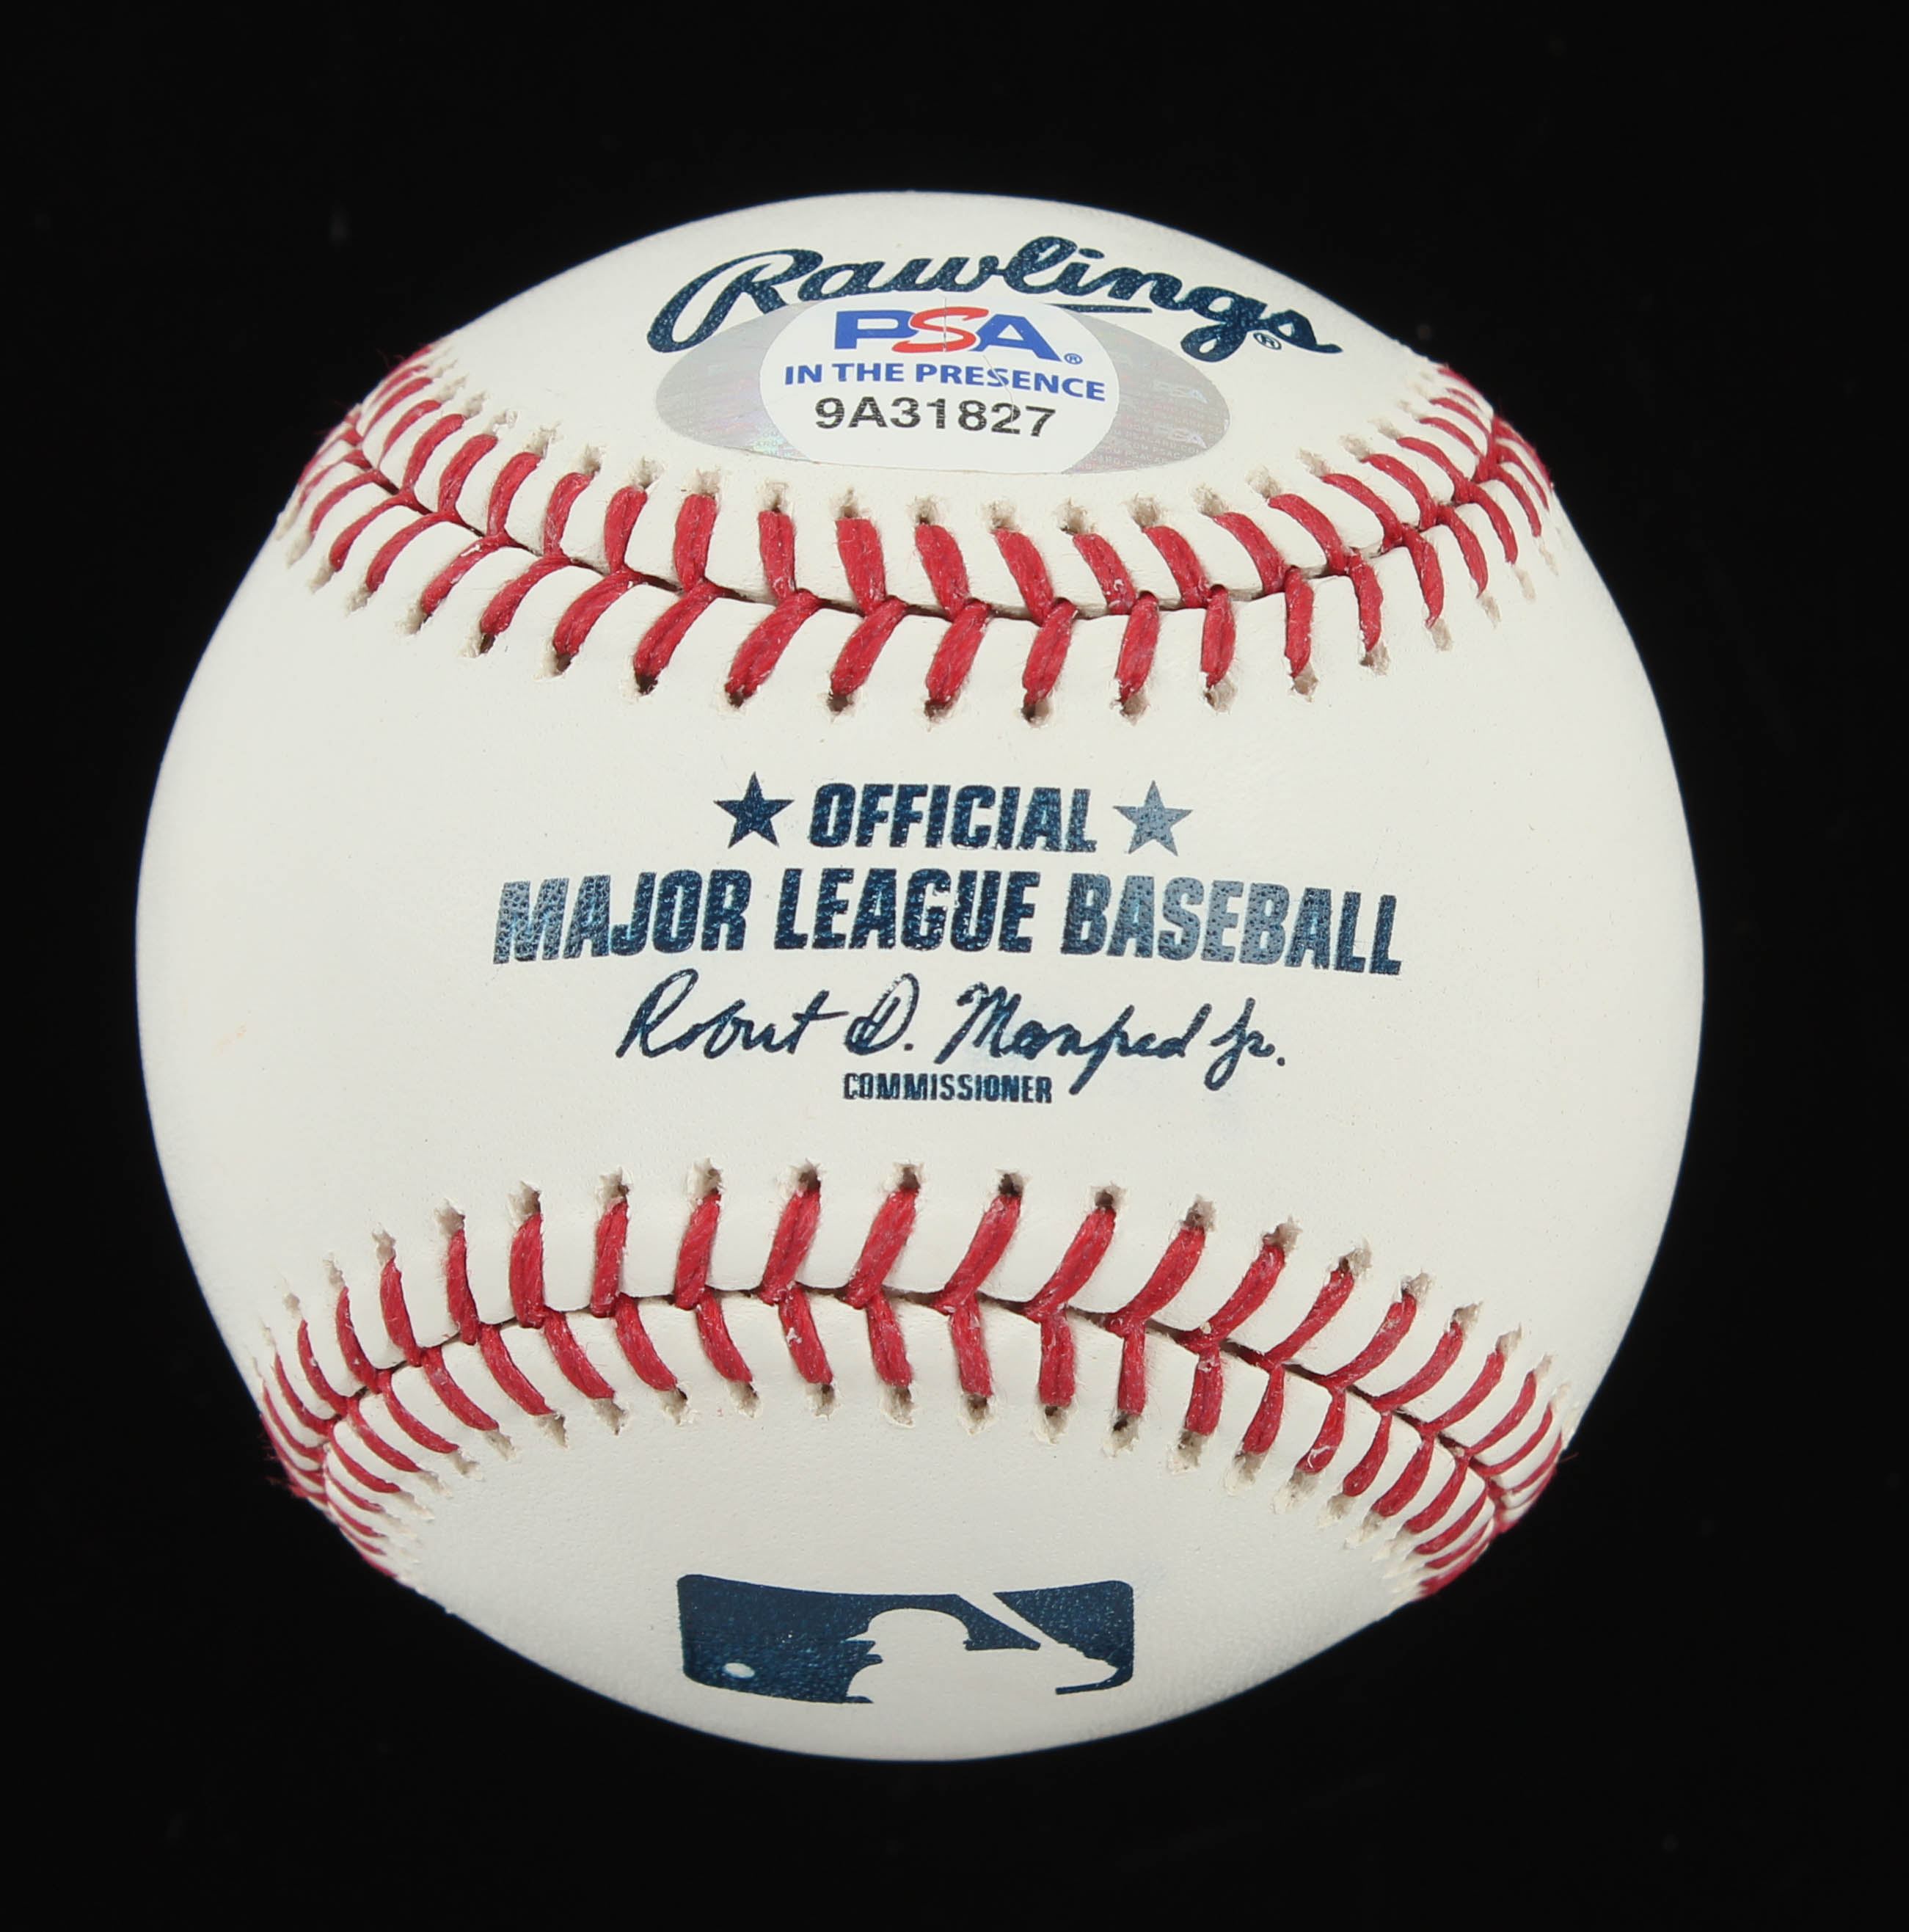 Rawlings®
PSA®
IN THE PRESENCE
9A31827
★ OFFICIAL ★
MAJOR LEAGUE BASEBALL
Robert D. Manfred Jr.
COMMISSIONER